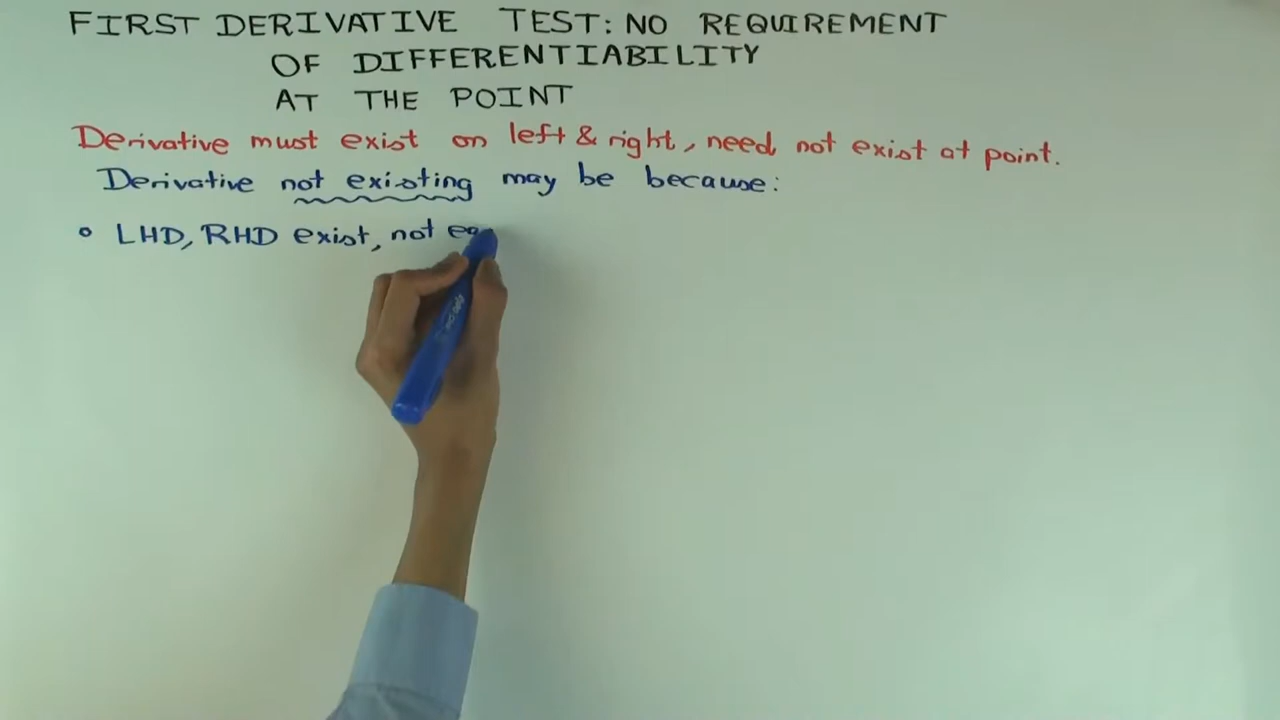 FIRST DERIVATIVE TEST: NO REQUIREMENT
OF DIFFERENTIABILITY
AT THE POINT
Derivative must exist on left & right, need not exist at point.
Derivative not existing may be because:
• LHD, RHD exist, not